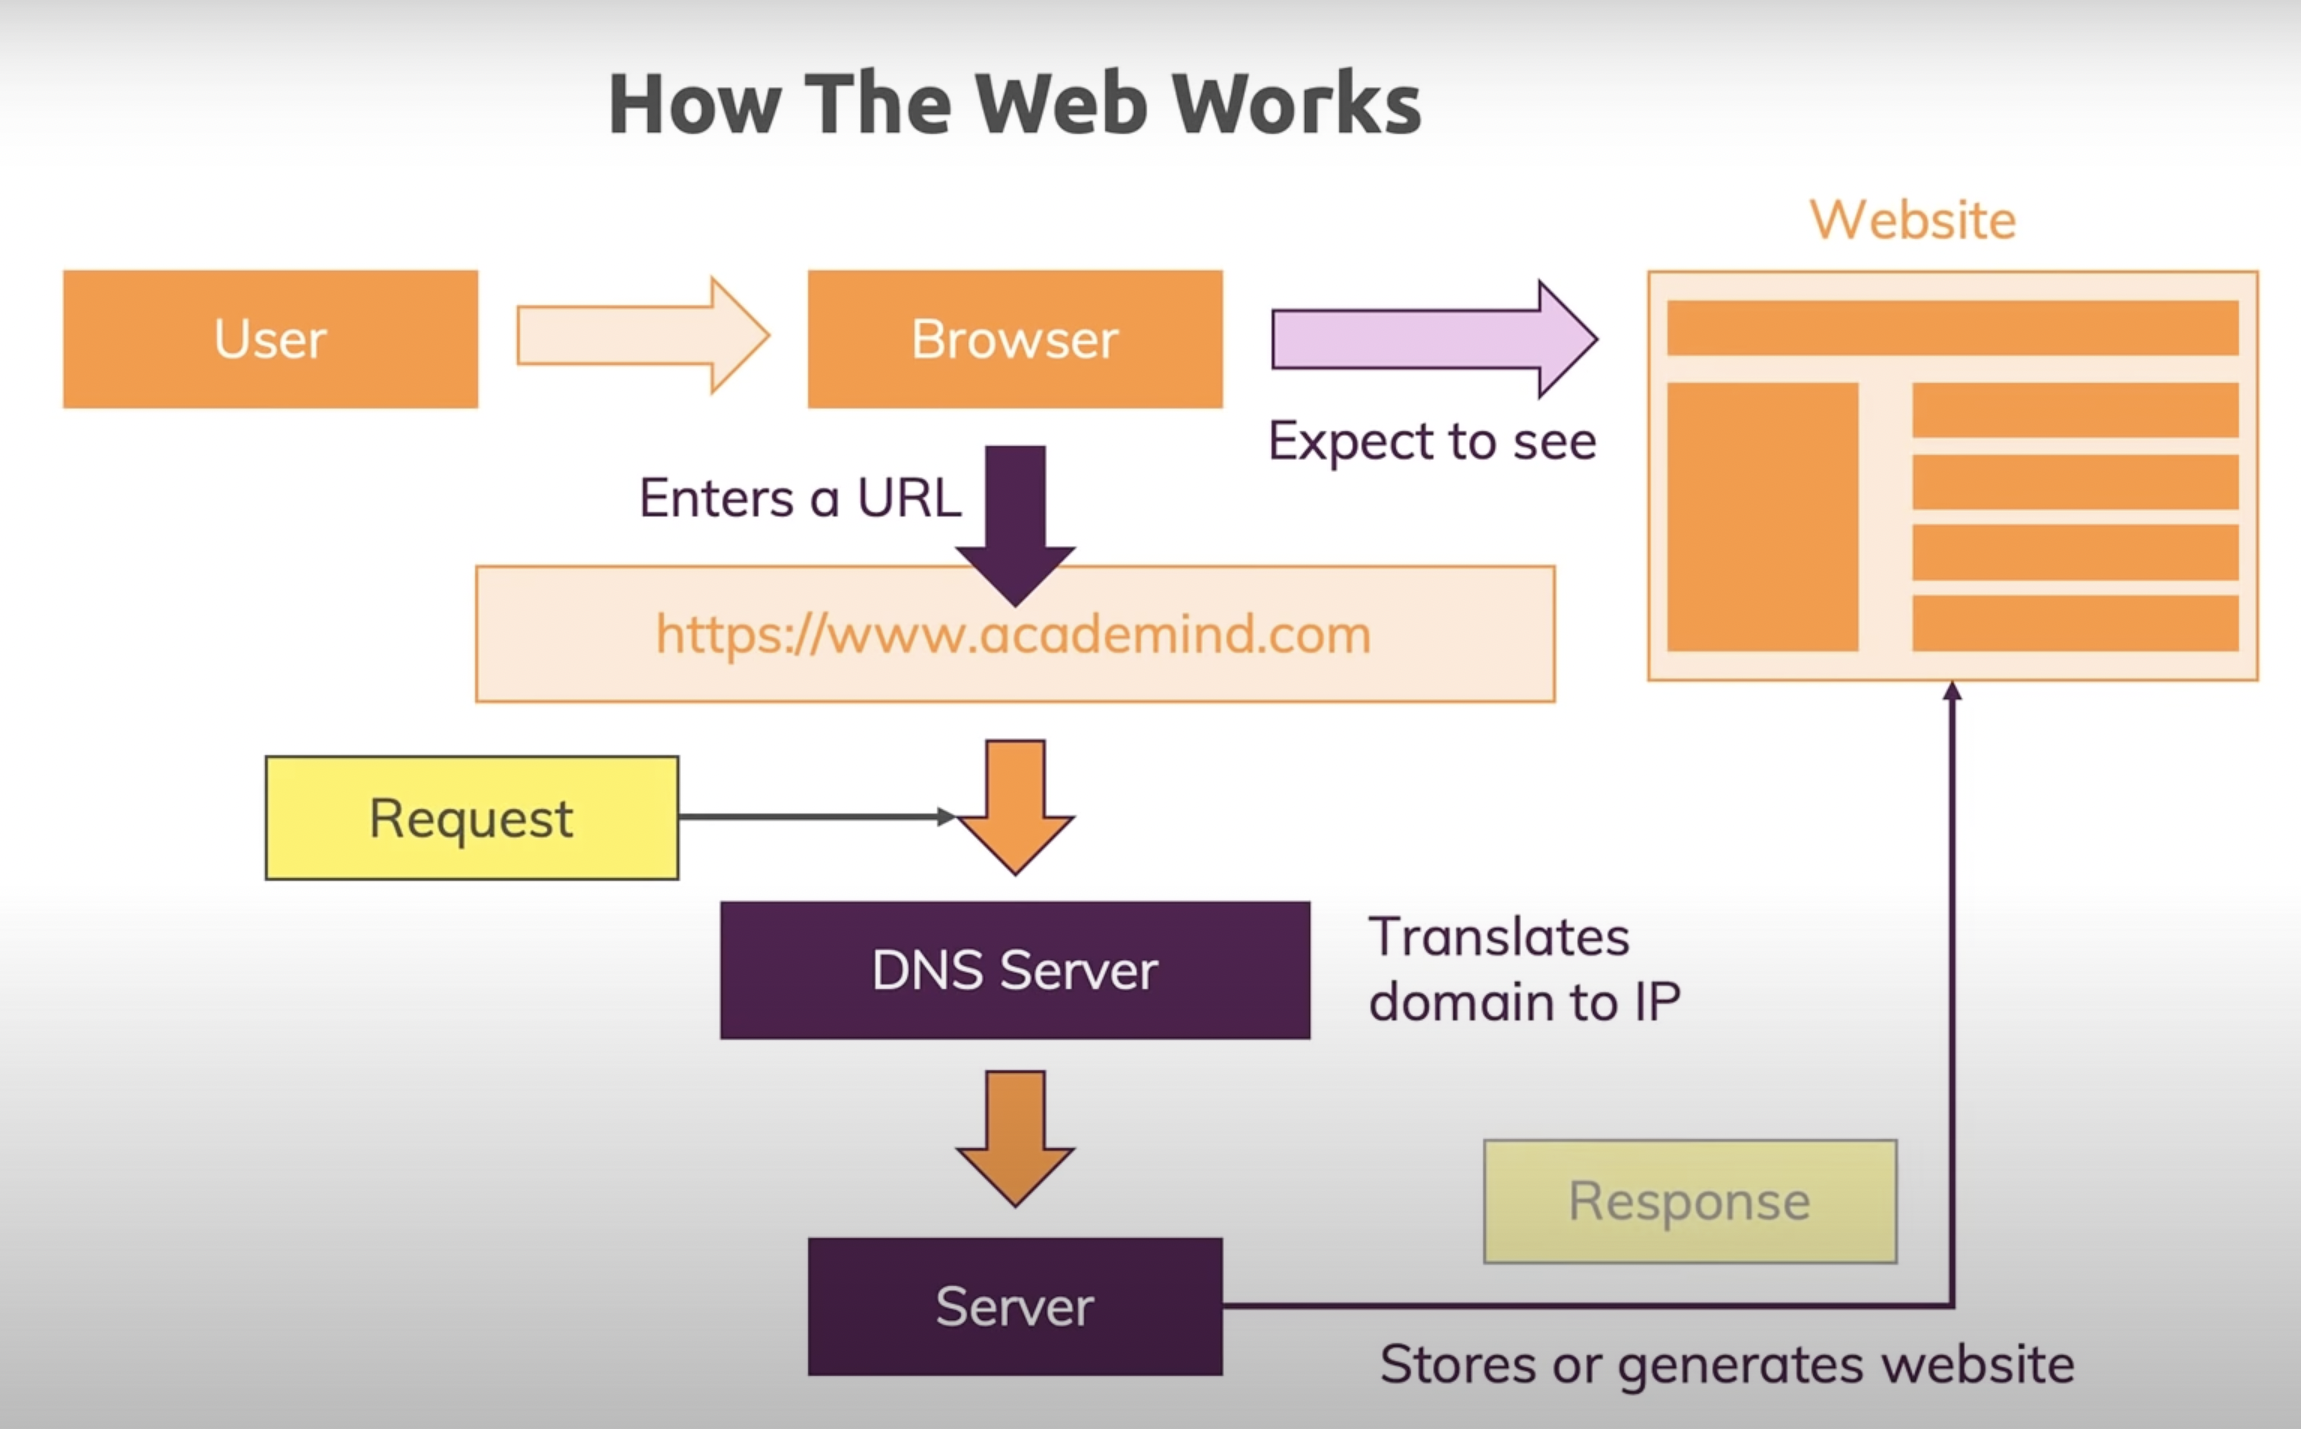 How The Web Works
Website
User
Browser
Expect to see
Enters a URL
https://www.academind.com
Request
DNS Server
Translates
domain to IP
Response
Server
Stores or generates website